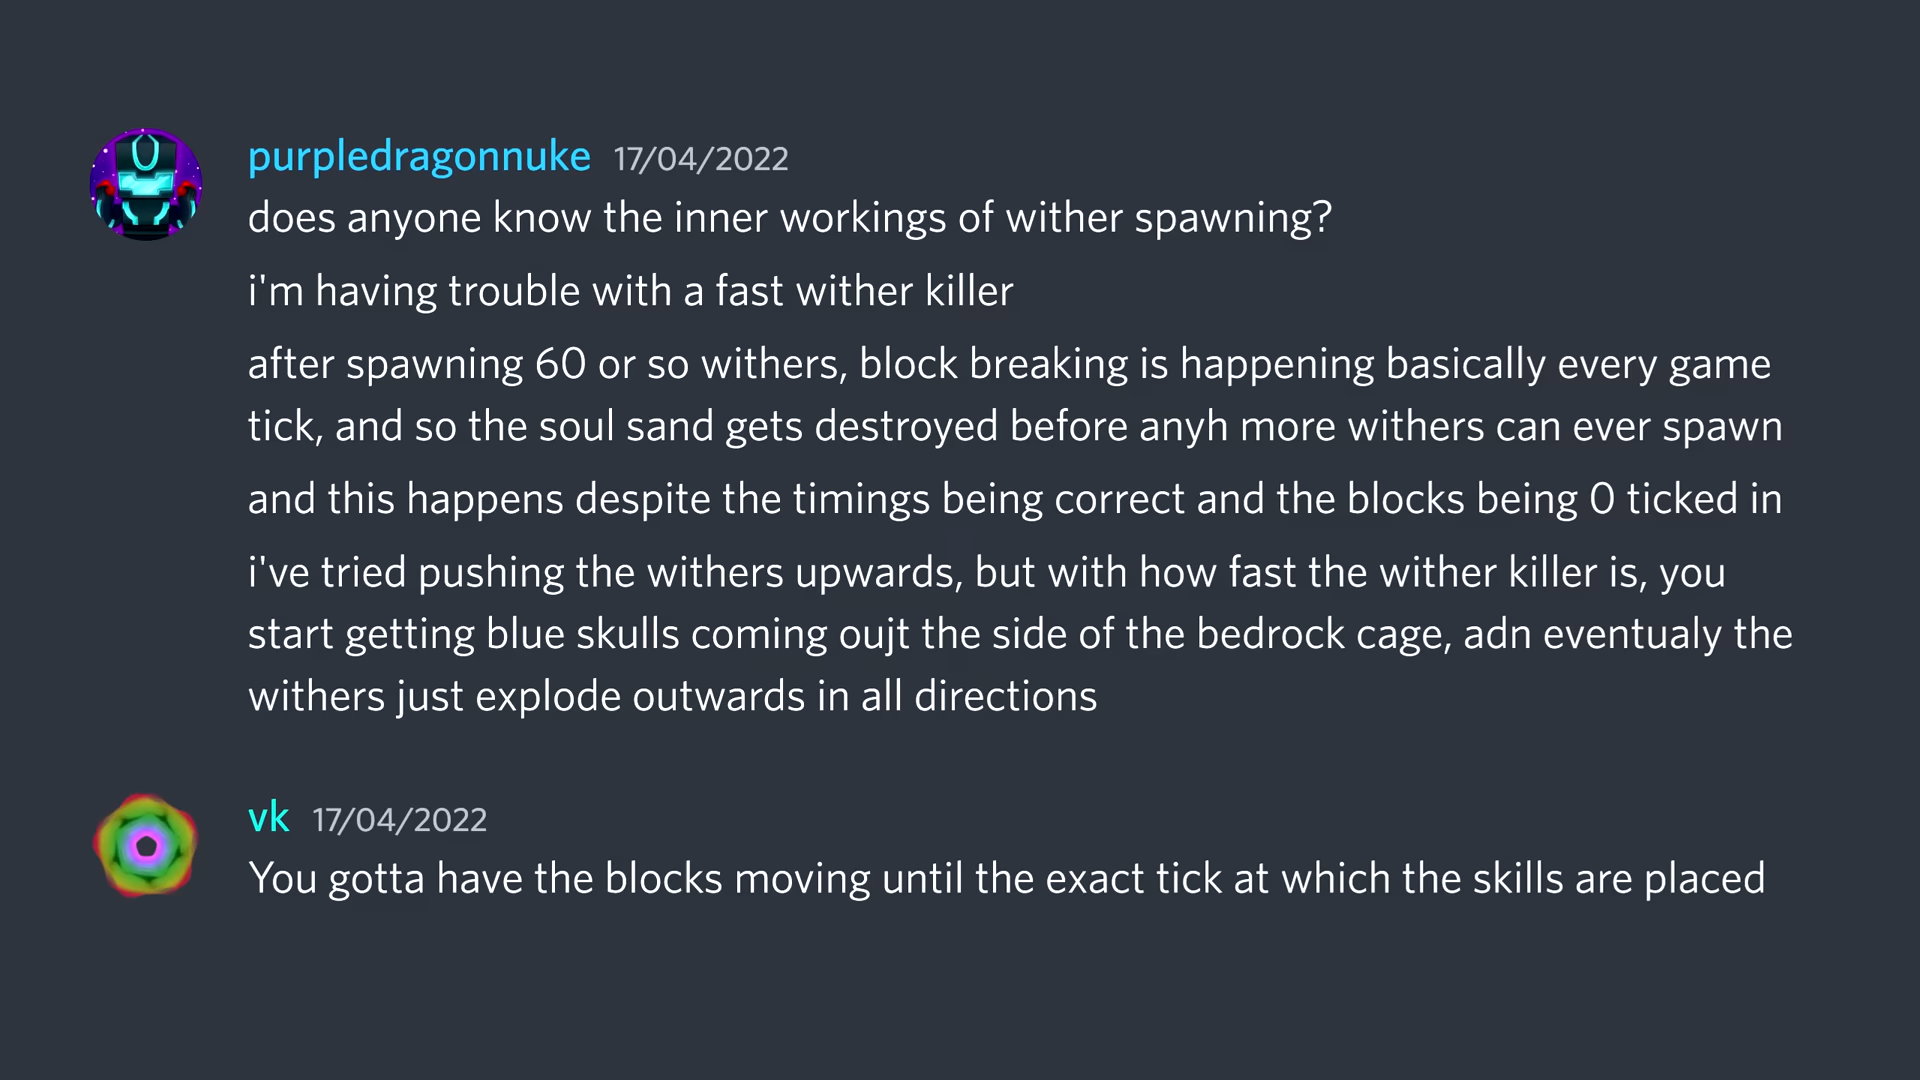 purpledragonnuke 17/04/2022
does anyone know the inner workings of wither spawning?
i'm having trouble with a fast wither killer
after spawning 60 or so withers, block breaking is happening basically every game
tick, and so the soul sand gets destroyed before anyh more withers can ever spawn
and this happens despite the timings being correct and the blocks being 0 ticked in
i've tried pushing the withers upwards, but with how fast the wither killer is, you
start getting blue skulls coming oujt the side of the bedrock cage, adn eventualy the
withers just explode outwards in all directions
vk 17/04/2022
You gotta have the blocks moving until the exact tick at which the skills are placed